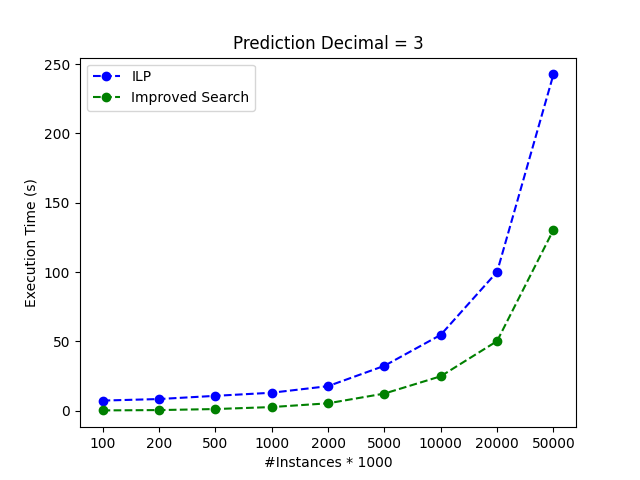 Prediction Decimal = 3
ILP
Improved Search
250
200
150
100
50
0
Execution Time (s)
100 200 500 1000 2000 5000 10000 20000 50000
#Instances * 1000